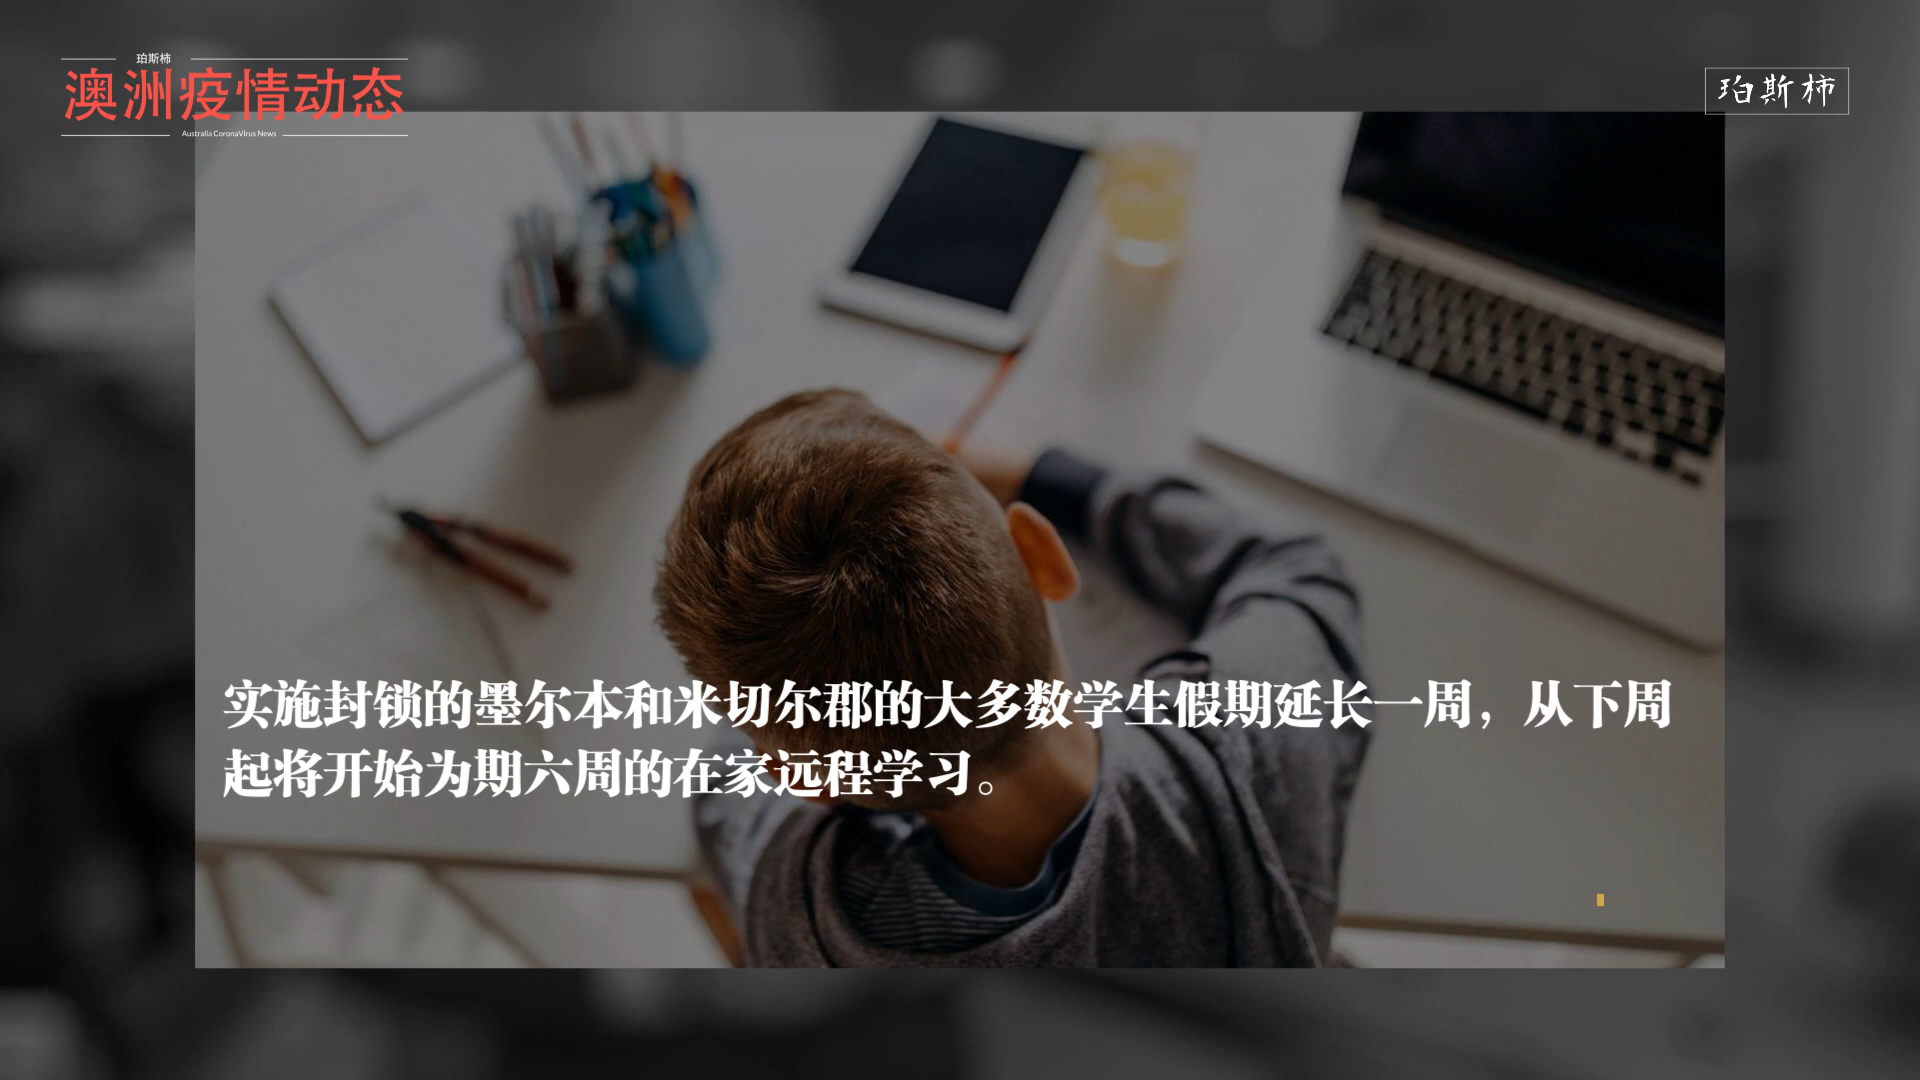 珀斯柿
澳洲疫情动态
Australia CoronaVirus News
珀斯柿
实施封锁的墨尔本和米切尔郡的大多数学生假期延长一周，从下周
起将开始为期六周的在家远程学习。